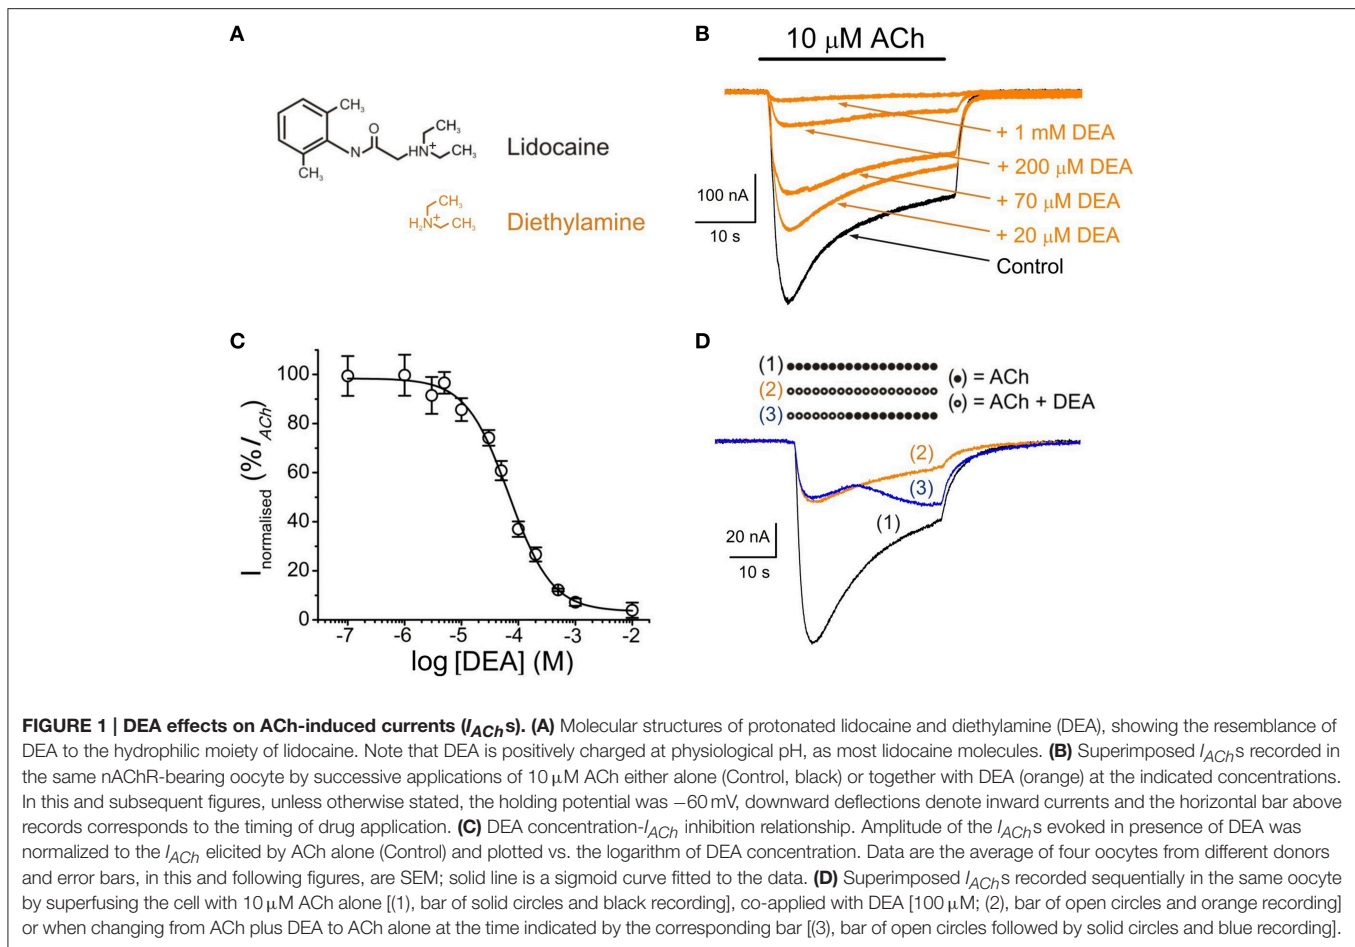 A
CH₃
O
N
HN
+
CH₃
CH₃
CH₃
Lidocaine
CH₃
H₂N
+
CH₃
Diethylamine
B
10 μM ACh
+ 1 mM DEA
+ 200 μM DEA
+ 70 μM DEA
+ 20 μM DEA
Control
100 nA
10 s
C
I normalised (% I ACh)
100
80
60
40
20
0
-7 -6 -5 -4 -3 -2
log [DEA] (M)
D
(1)
(2)
(3)
(•) = ACh
(∘) = ACh + DEA
(2)
(3)
(1)
20 nA
10 s
FIGURE 1 | DEA effects on ACh-induced currents (IAChs). (A) Molecular structures of protonated lidocaine and diethylamine (DEA), showing the resemblance of
DEA to the hydrophilic moiety of lidocaine. Note that DEA is positively charged at physiological pH, as most lidocaine molecules. (B) Superimposed IAChs recorded in
the same nAChR-bearing oocyte by successive applications of 10 μM ACh either alone (Control, black) or together with DEA (orange) at the indicated concentrations.
In this and subsequent figures, unless otherwise stated, the holding potential was −60 mV, downward deflections denote inward currents and the horizontal bar above
records corresponds to the timing of drug application. (C) DEA concentration-IACh inhibition relationship. Amplitude of the IAChs evoked in presence of DEA was
normalized to the IACh elicited by ACh alone (Control) and plotted vs. the logarithm of DEA concentration. Data are the average of four oocytes from different donors
and error bars, in this and following figures, are SEM; solid line is a sigmoid curve fitted to the data. (D) Superimposed IAChs recorded sequentially in the same oocyte
by superfusing the cell with 10 μM ACh alone [(1), bar of solid circles and black recording], co-applied with DEA [100 μM; (2), bar of open circles and orange recording]
or when changing from ACh plus DEA to ACh alone at the time indicated by the corresponding bar [(3), bar of open circles followed by solid circles and blue recording].